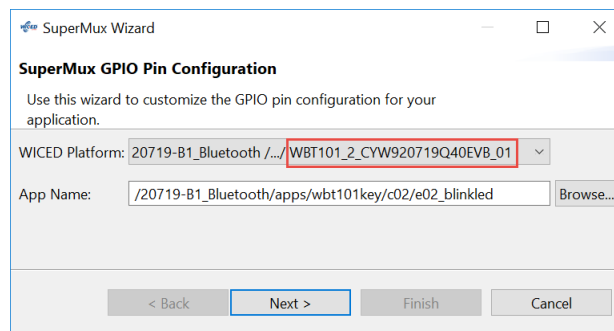 SuperMux Wizard
SuperMux GPIO Pin Configuration
Use this wizard to customize the GPIO pin configuration for your
application.
WICED Platform: 20719-B1_Bluetooth /.../ WBT101_2_CYW920719Q40EVB_01
App Name: /20719-B1_Bluetooth/apps/wbt101key/c02/e02_blinkled Browse...
< Back Next > Finish Cancel